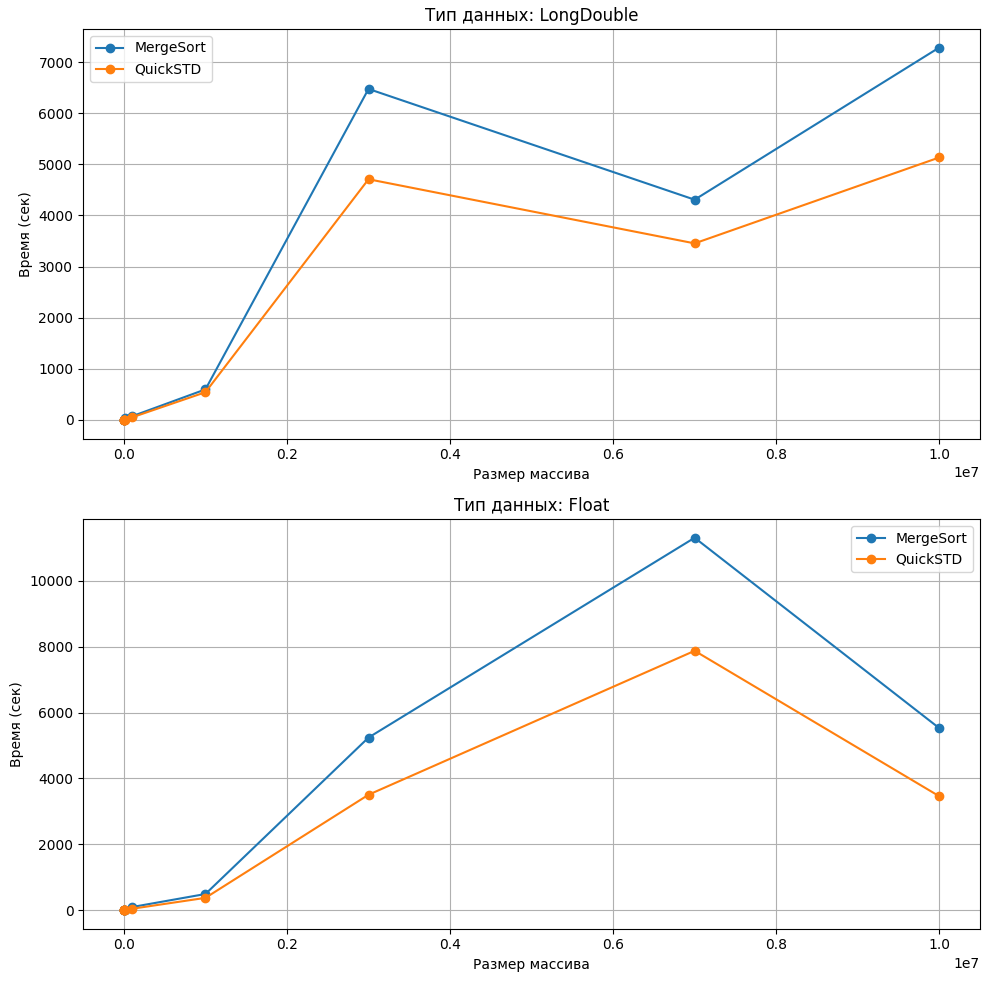 Тип данных: LongDouble
MergeSort
QuickSTD
7000
6000
5000
4000
3000
2000
1000
0
Время (сек)
0.0 0.2 0.4 0.6 0.8 1.0
1e7
Размер массива
Тип данных: Float
MergeSort
QuickSTD
10000
8000
6000
4000
2000
0
Время (сек)
0.0 0.2 0.4 0.6 0.8 1.0
1e7
Размер массива